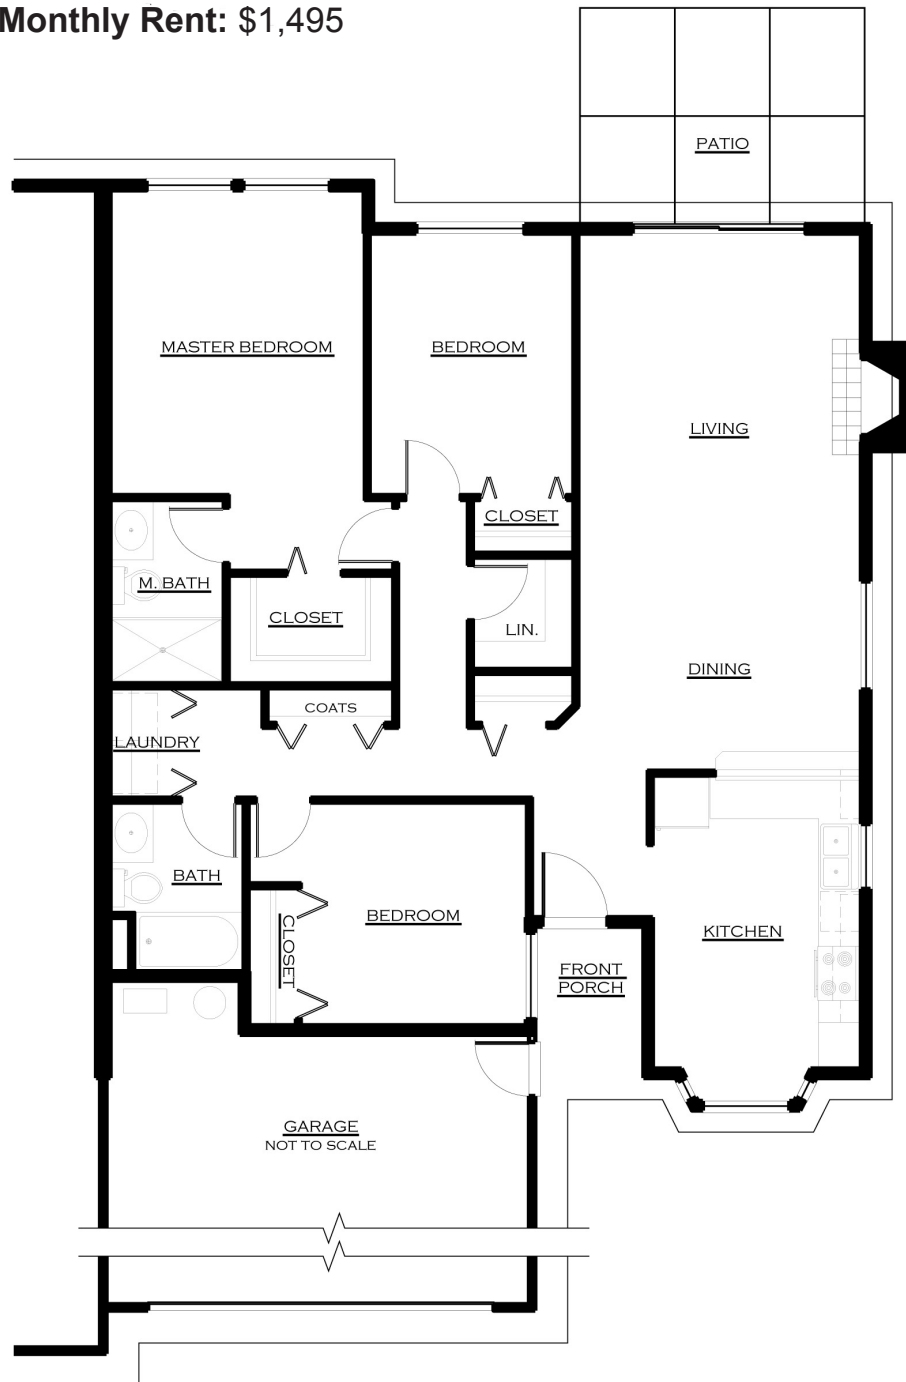 Monthly Rent: $1,495
PATIO
MASTER BEDROOM
BEDROOM
LIVING
CLOSET
M. BATH
CLOSET
LIN.
DINING
COATS
LAUNDRY
BATH
BEDROOM
CLOSET
KITCHEN
FRONT
PORCH
GARAGE
NOT TO SCALE